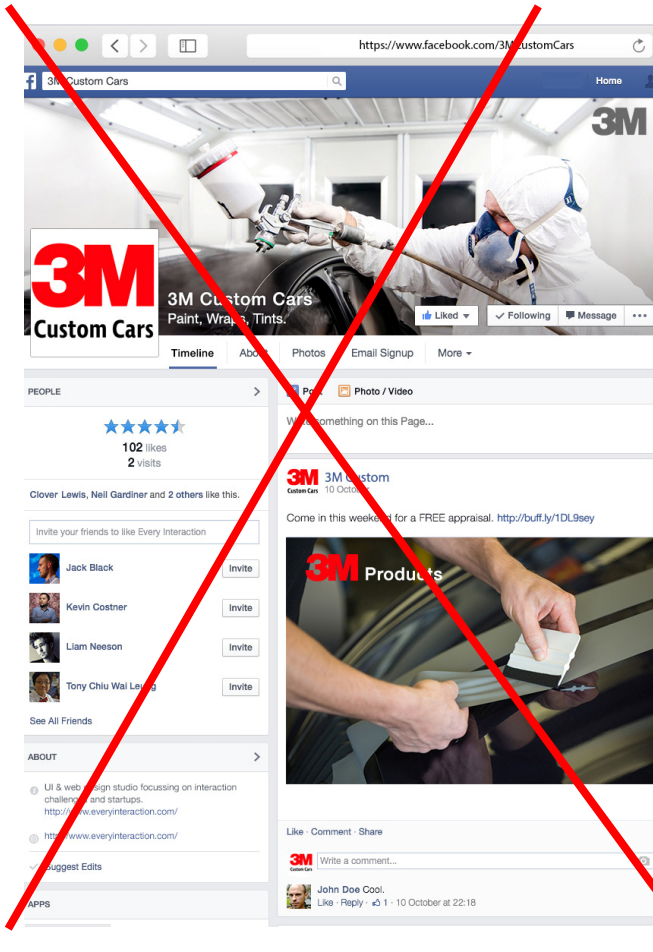 https://www.facebook.com/3MCustomCars
f 3M Custom Cars
Home
3M
3M
Custom Cars
3M Custom Cars
Paint, Wraps, Tints.
Liked
Following
Message
Timeline
About
Photos
Email Signup
More
PEOPLE
102 likes
2 visits
Clover Lewis, Neil Gardiner and 2 others like this.
Invite your friends to like Every Interaction
Jack Black Invite
Kevin Costner Invite
Liam Neeson Invite
Tony Chiu Wai Leung Invite
See All Friends
ABOUT
UI & web design studio focussing on interaction
challenges and startups.
http://www.everyinteraction.com/
http://www.everyinteraction.com/
Suggest Edits
APPS
Post
Photo / Video
Write something on this Page...
3M
Custom Cars
3M Custom
10 October
Come in this weekend for a FREE appraisal. http://buff.ly/1DL9sey
3M Products
Like · Comment · Share
3M
Custom Cars
Write a comment...
John Doe Cool.
Like · Reply · 1 · 10 October at 22:18